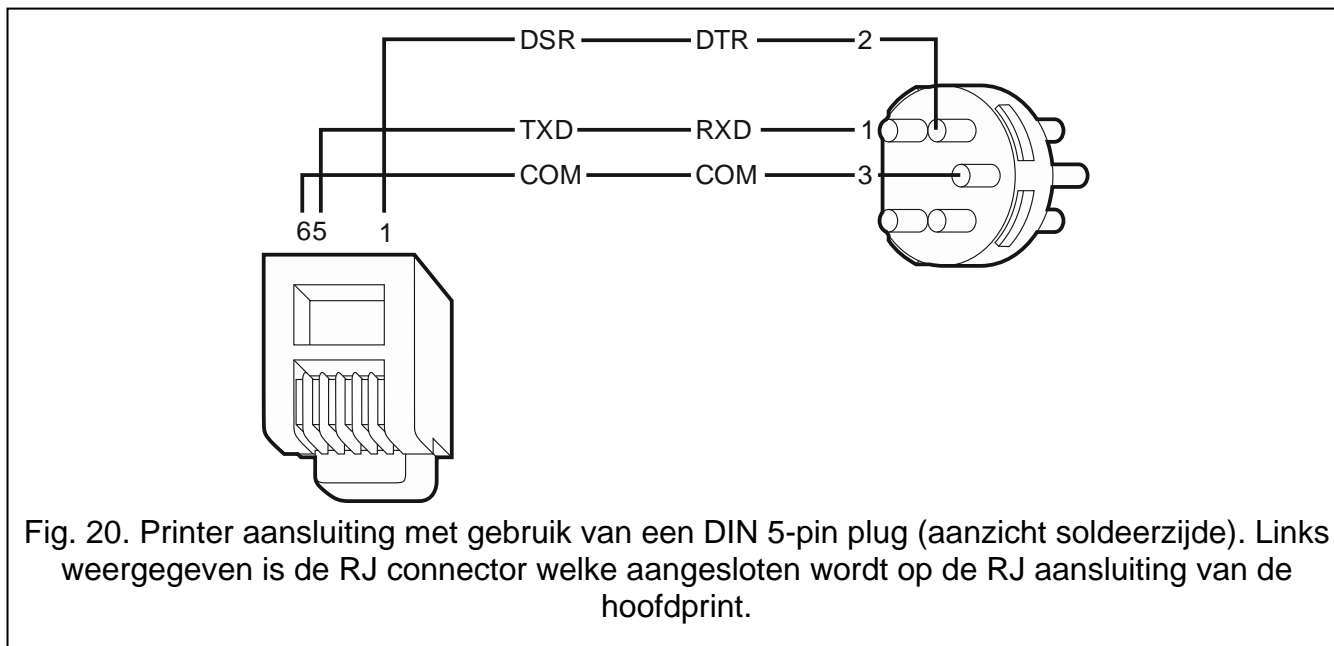 DSR DTR 2
TXD RXD 1
COM COM 3
65 1
Fig. 20. Printer aansluiting met gebruik van een DIN 5-pin plug (aanzicht soldeerzijde). Links
weergegeven is de RJ connector welke aangesloten wordt op de RJ aansluiting van de
hoofdprint.